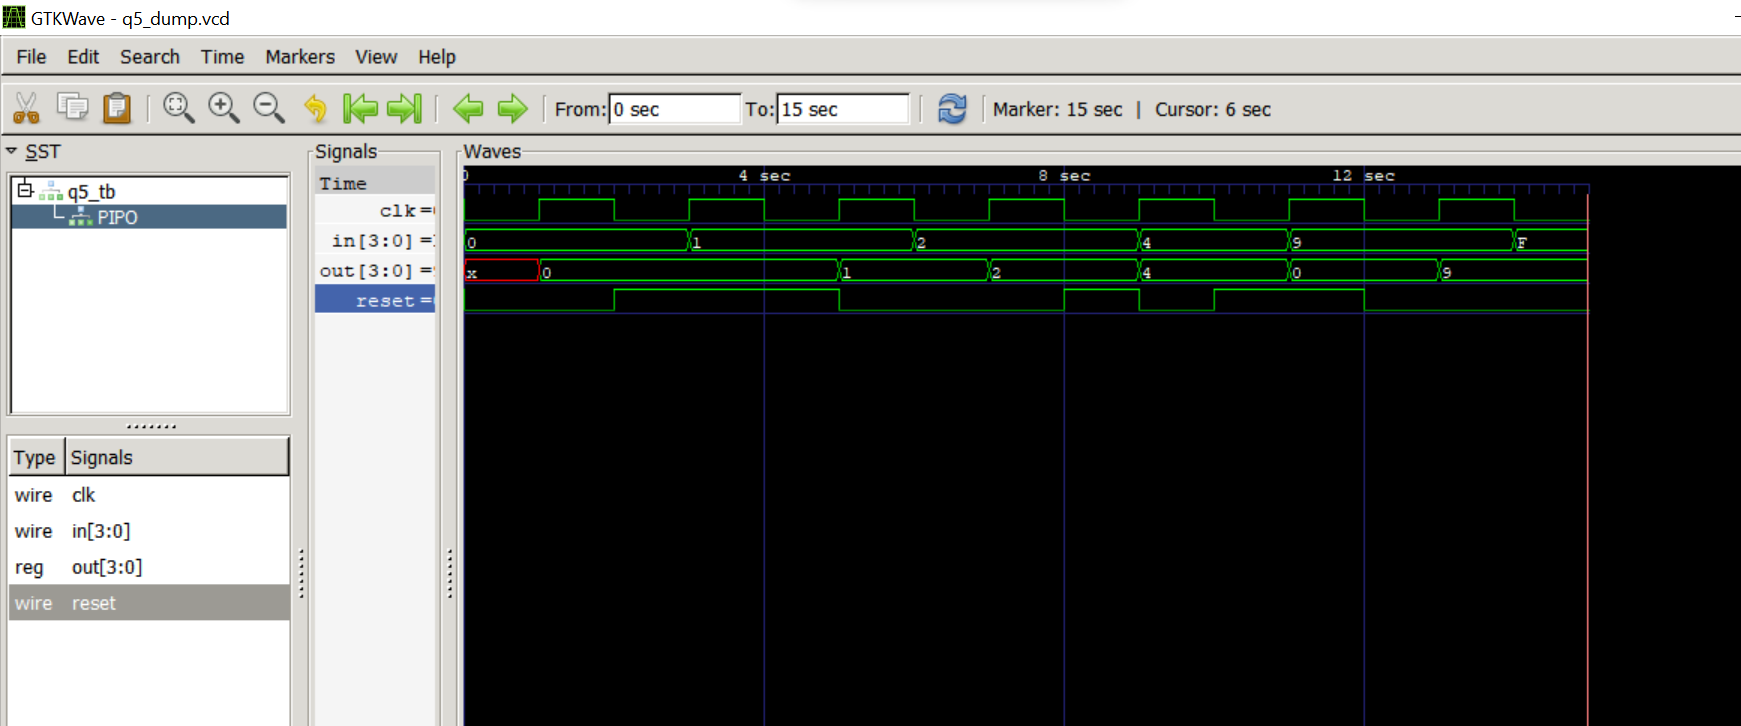 GTKWave - q5_dump.vcd
File Edit Search Time Markers View Help
From: 0 sec To: 15 sec Marker: 15 sec | Cursor: 6 sec
SST
q5_tb
PIPO
Type Signals
wire clk
wire in[3:0]
reg out[3:0]
wire reset
Signals
Time
clk =
in[3:0] =
out[3:0] =
reset =
Waves
0 4 sec 8 sec 12 sec
0 1 2 4 9 F
x 0 1 2 4 0 9